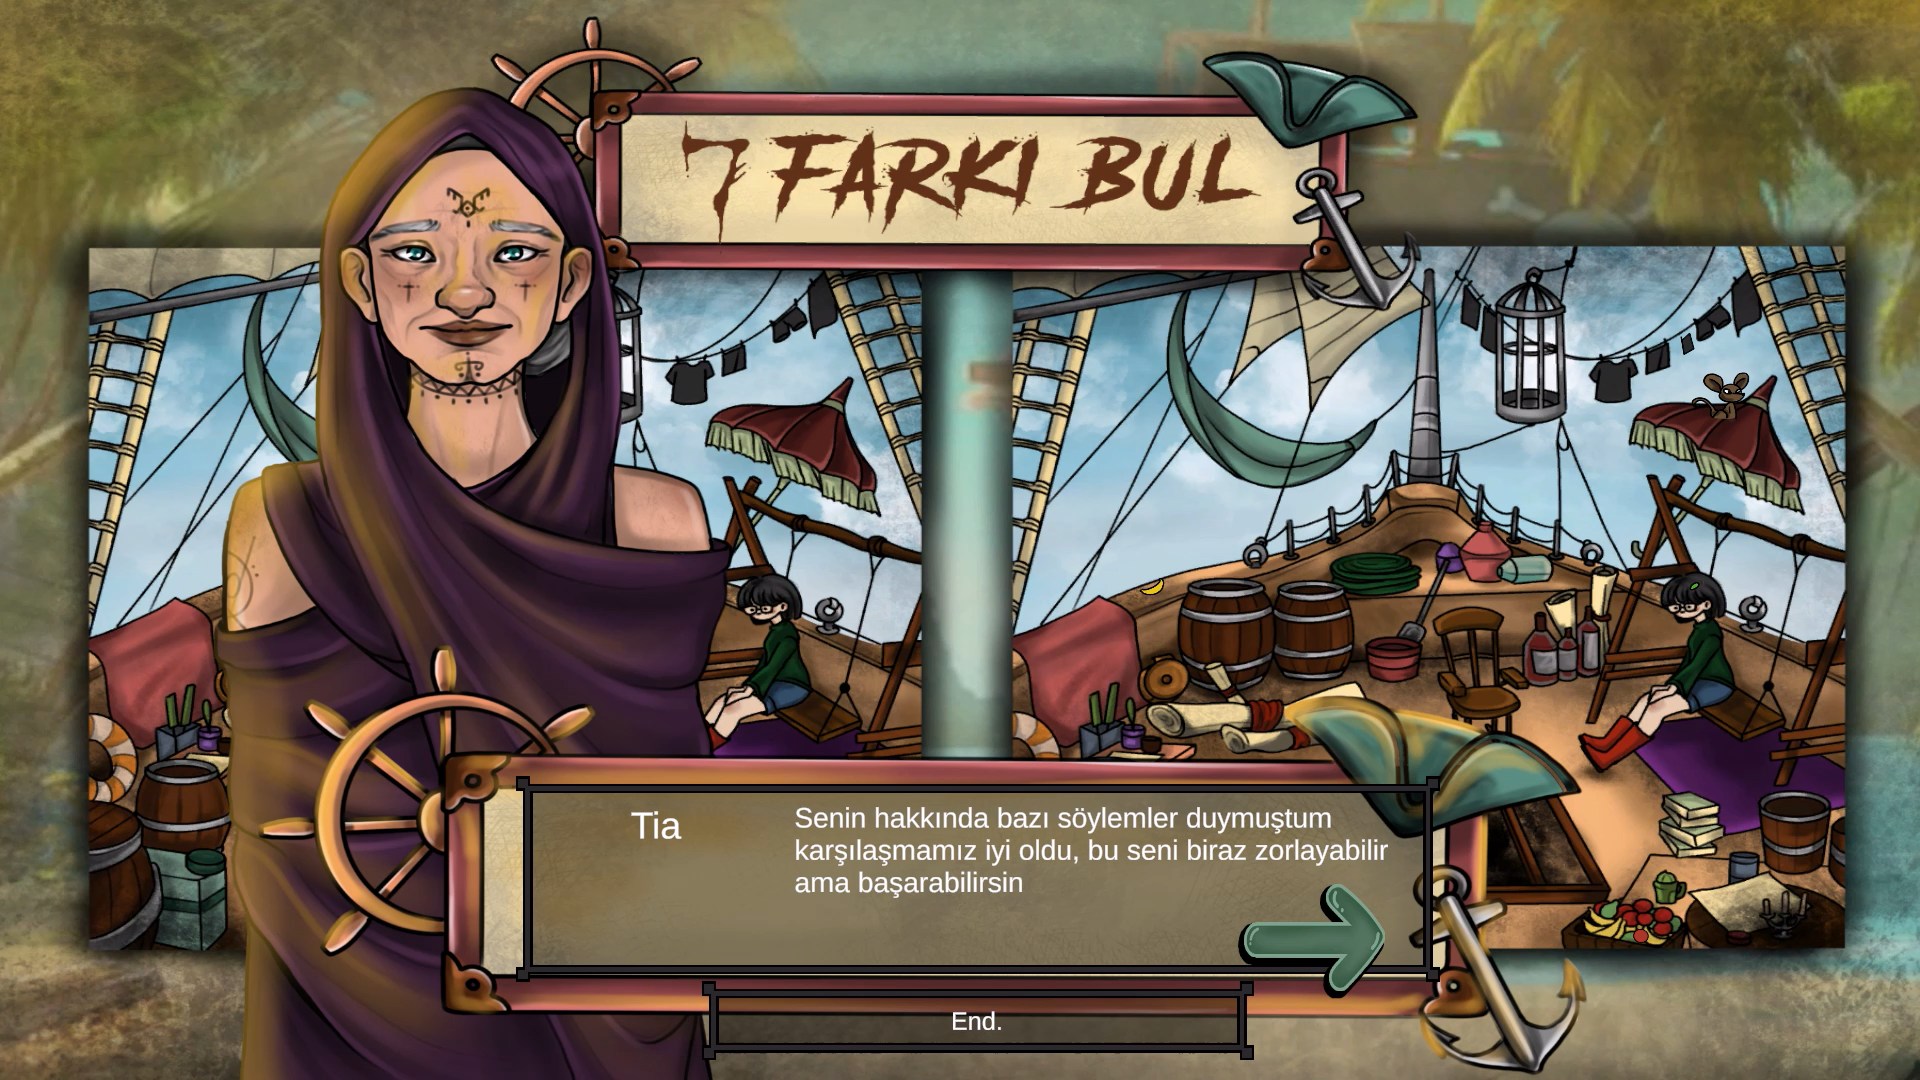 7 FARKI BUL
Tia
Senin hakkında bazı söylemler duymuştum
karşılaşmamız iyi oldu, bu seni biraz zorlayabilir
ama başarabilirsin
End.